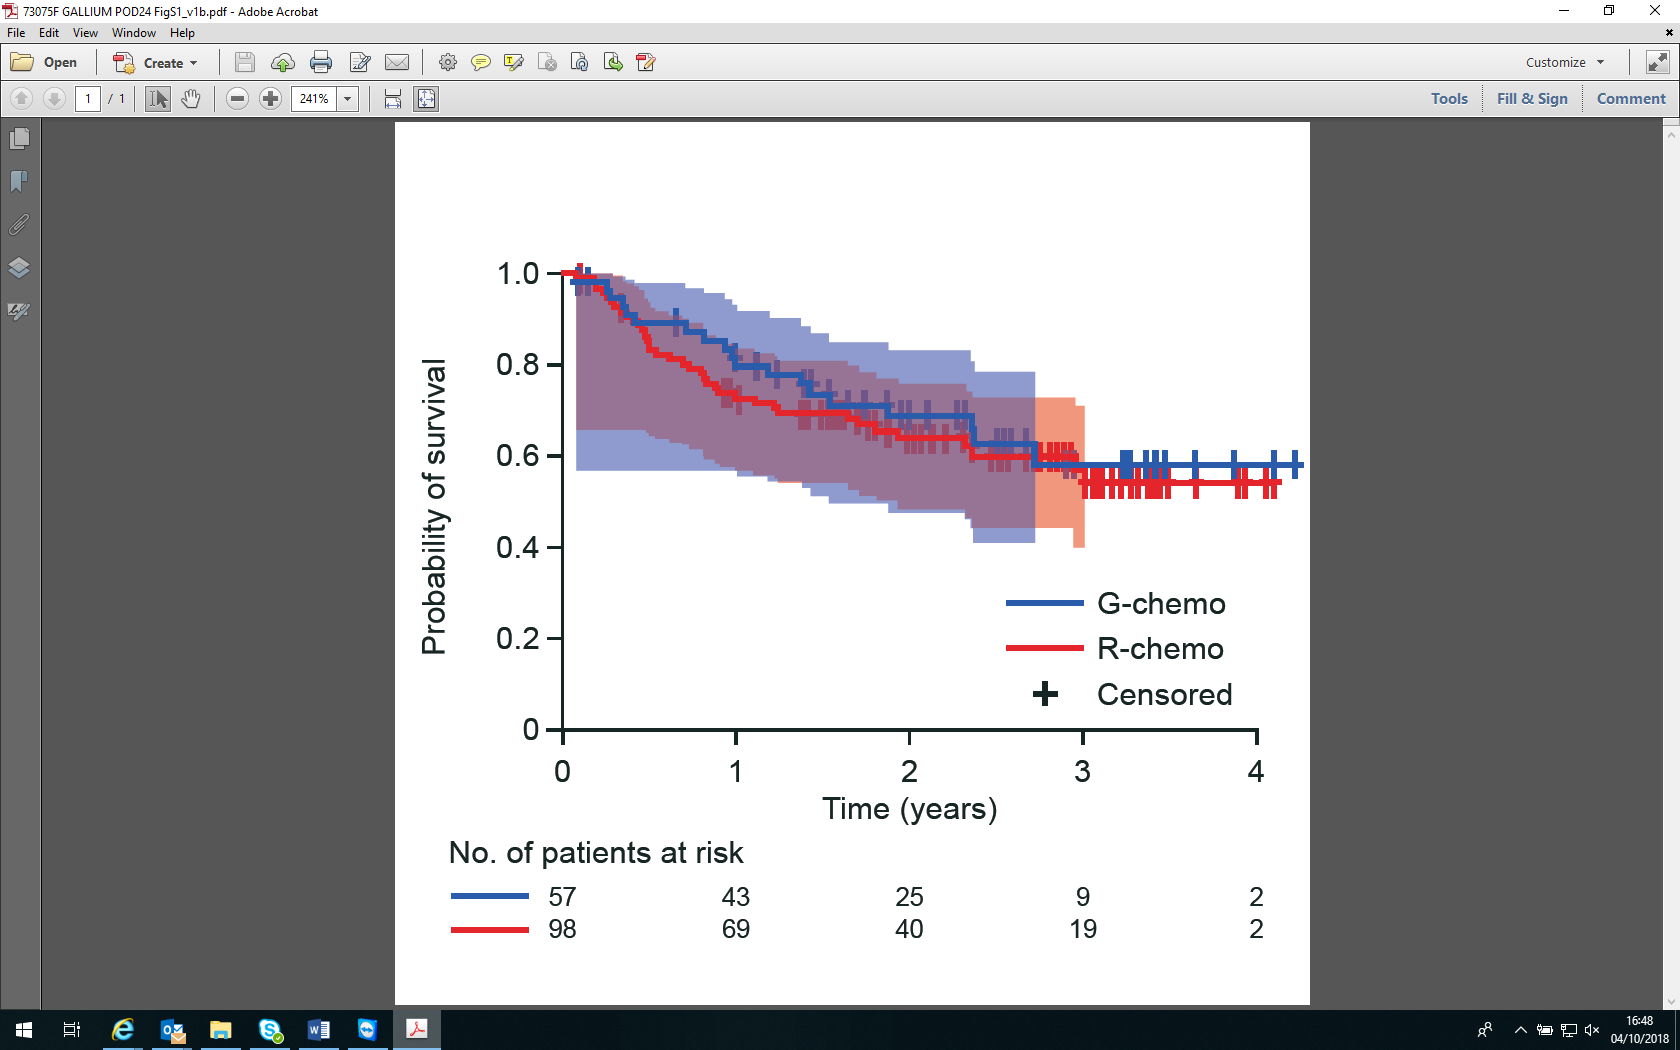 73075F GALLIUM POD24 FigS1_v1b.pdf - Adobe Acrobat
File Edit View Window Help
Open Create Customize
1 / 1 241% Tools Fill & Sign Comment
1.0
0.8
0.6
0.4
0.2
0
Probability of survival
G-chemo
R-chemo
Censored
0 1 2 3 4
Time (years)
No. of patients at risk
57 43 25 9 2
98 69 40 19 2
16:48
04/10/2018